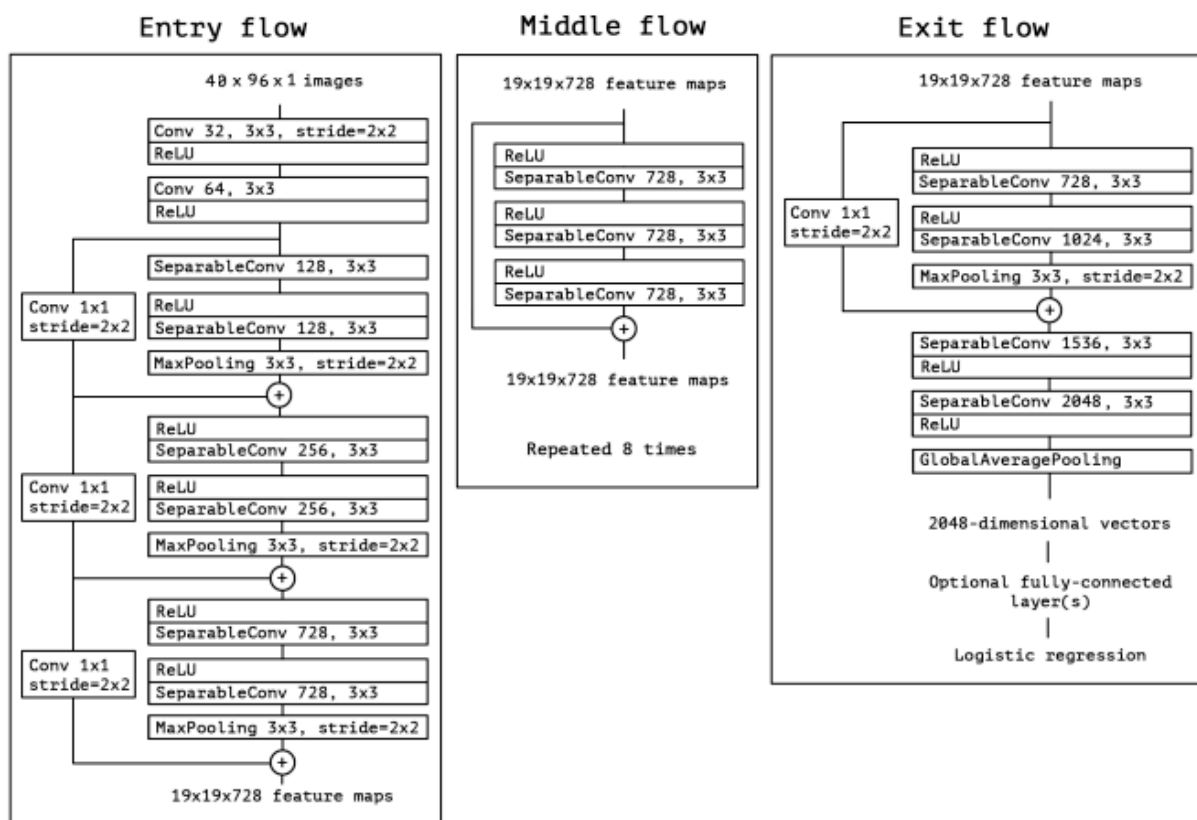 Entry flow
40 x 96 x 1 images
Conv 32, 3x3, stride=2x2
ReLU
Conv 64, 3x3
ReLU
SeparableConv 128, 3x3
Conv 1x1
stride=2x2
ReLU
SeparableConv 128, 3x3
MaxPooling 3x3, stride=2x2
+
ReLU
SeparableConv 256, 3x3
Conv 1x1
stride=2x2
ReLU
SeparableConv 256, 3x3
MaxPooling 3x3, stride=2x2
+
ReLU
SeparableConv 728, 3x3
Conv 1x1
stride=2x2
ReLU
SeparableConv 728, 3x3
MaxPooling 3x3, stride=2x2
+
19x19x728 feature maps
Middle flow
19x19x728 feature maps
ReLU
SeparableConv 728, 3x3
ReLU
SeparableConv 728, 3x3
ReLU
SeparableConv 728, 3x3
+
19x19x728 feature maps
Repeated 8 times
Exit flow
19x19x728 feature maps
ReLU
SeparableConv 728, 3x3
Conv 1x1
stride=2x2
ReLU
SeparableConv 1024, 3x3
MaxPooling 3x3, stride=2x2
+
SeparableConv 1536, 3x3
ReLU
SeparableConv 2048, 3x3
ReLU
GlobalAveragePooling
2048-dimensional vectors
Optional fully-connected
layer(s)
Logistic regression